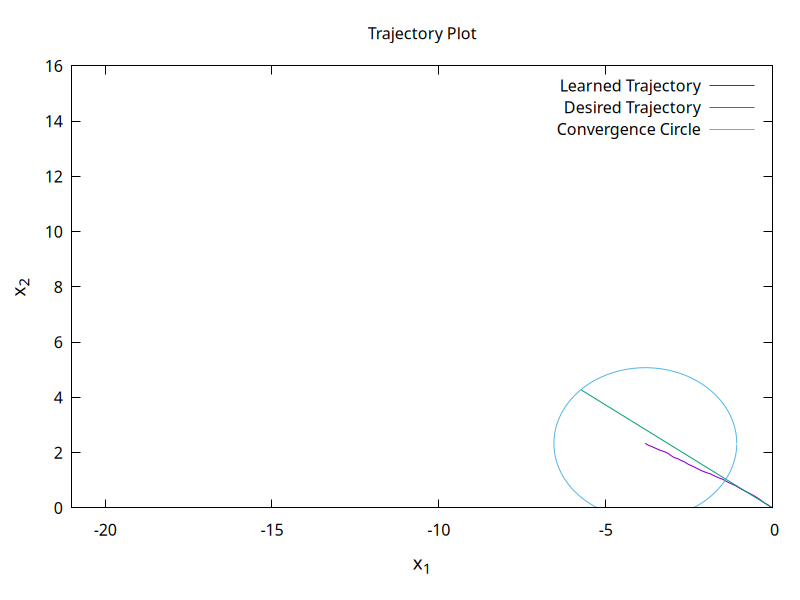 Trajectory Plot
16
14
12
10
8
6
4
2
0
x2
Learned Trajectory
Desired Trajectory
Convergence Circle
-20 -15 -10 -5 0
x1